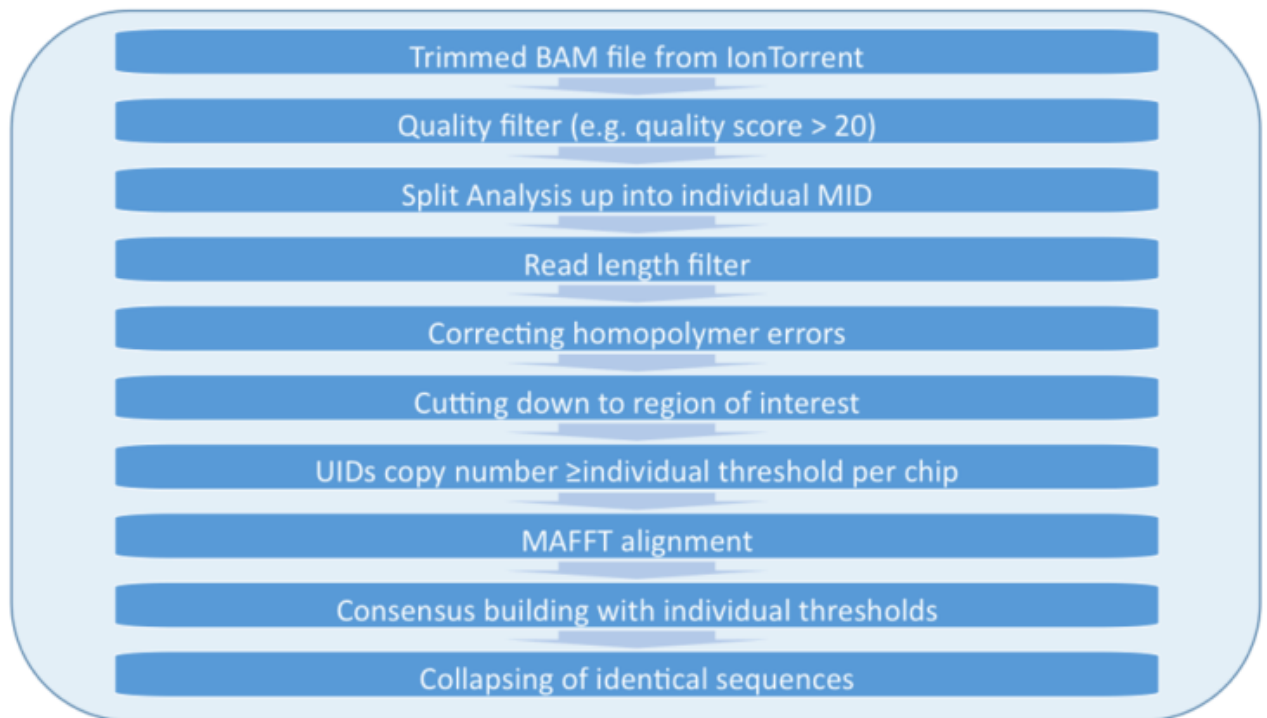 Trimmed BAM file from IonTorrent
Quality filter (e.g. quality score > 20)
Split Analysis up into individual MID
Read length filter
Correcting homopolymer errors
Cutting down to region of interest
UIDs copy number ≥individual threshold per chip
MAFFT alignment
Consensus building with individual thresholds
Collapsing of identical sequences